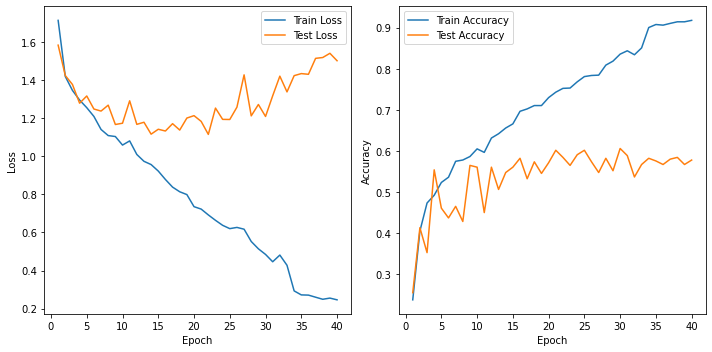 Train Loss
Test Loss
Loss
1.6
1.4
1.2
1.0
0.8
0.6
0.4
0.2
0 5 10 15 20 25 30 35 40
Epoch
Train Accuracy
Test Accuracy
Accuracy
0.9
0.8
0.7
0.6
0.5
0.4
0.3
0 5 10 15 20 25 30 35 40
Epoch